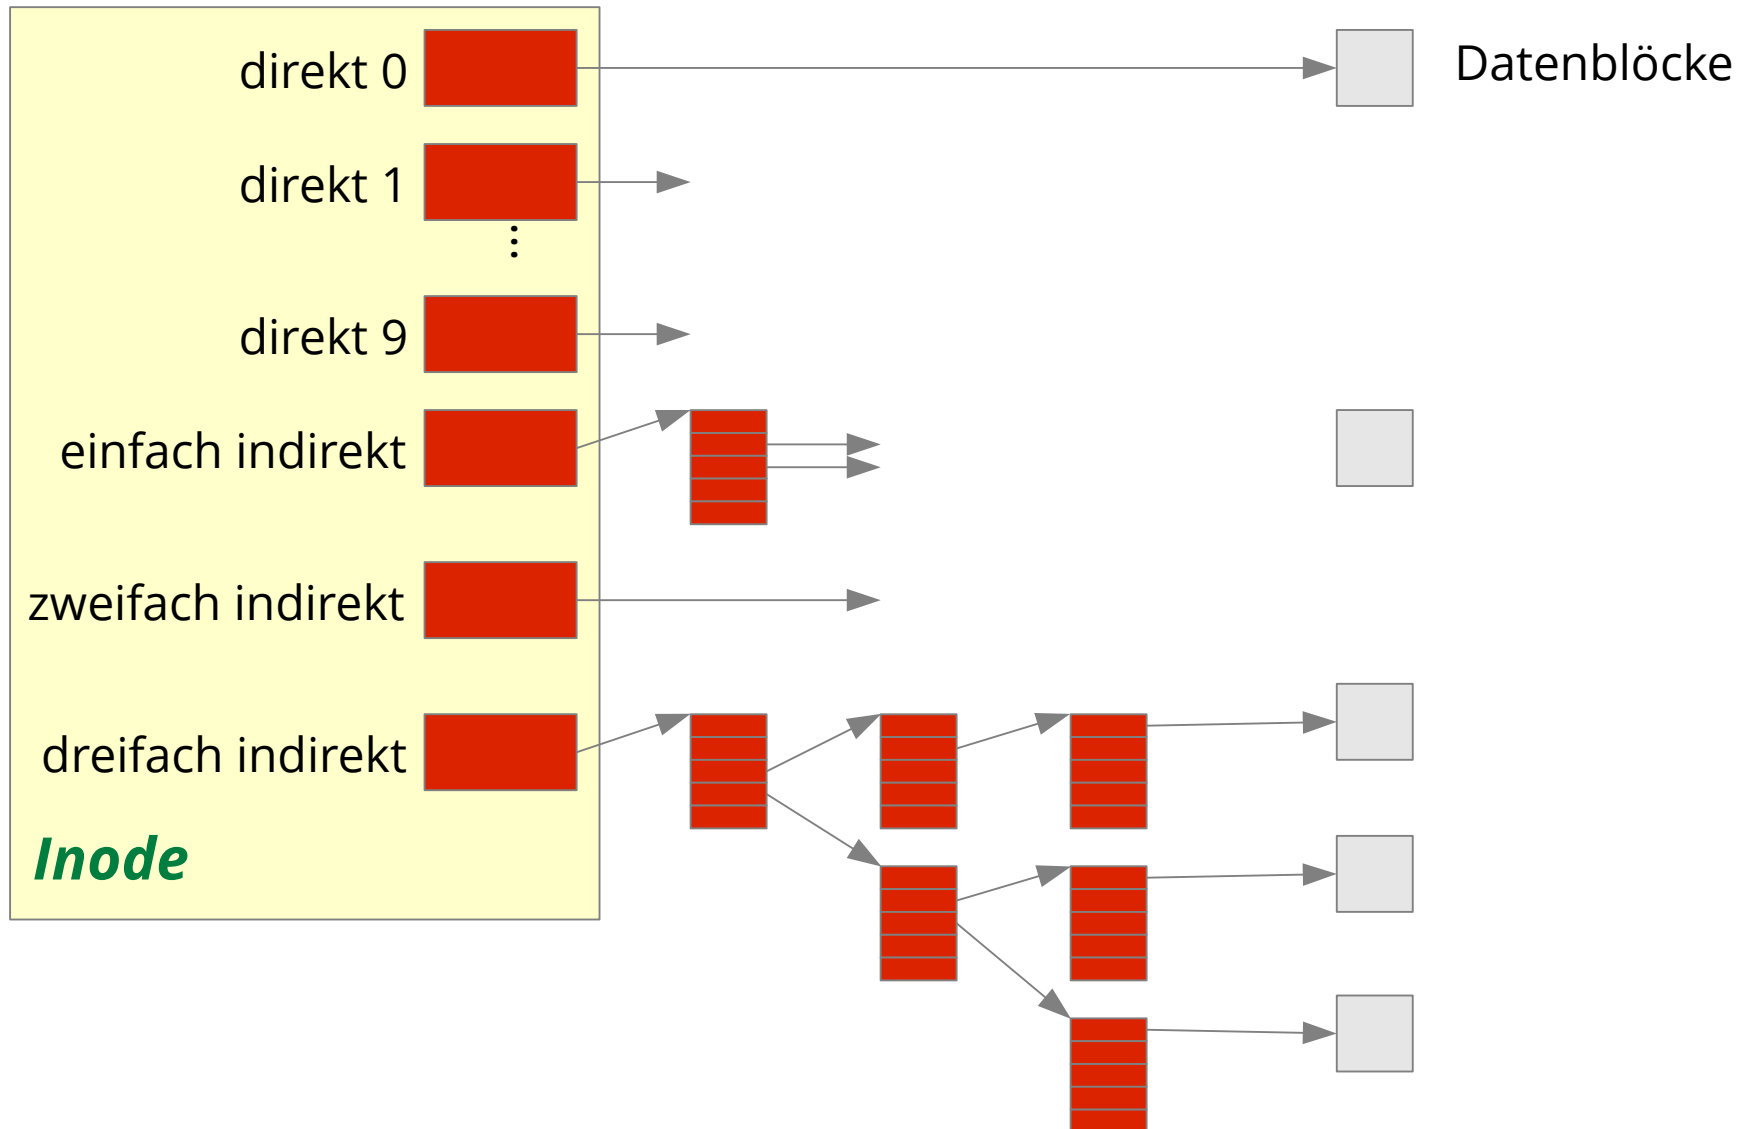 direkt 0
Datenblöcke
direkt 1
...
direkt 9
einfach indirekt
zweifach indirekt
dreifach indirekt
Inode